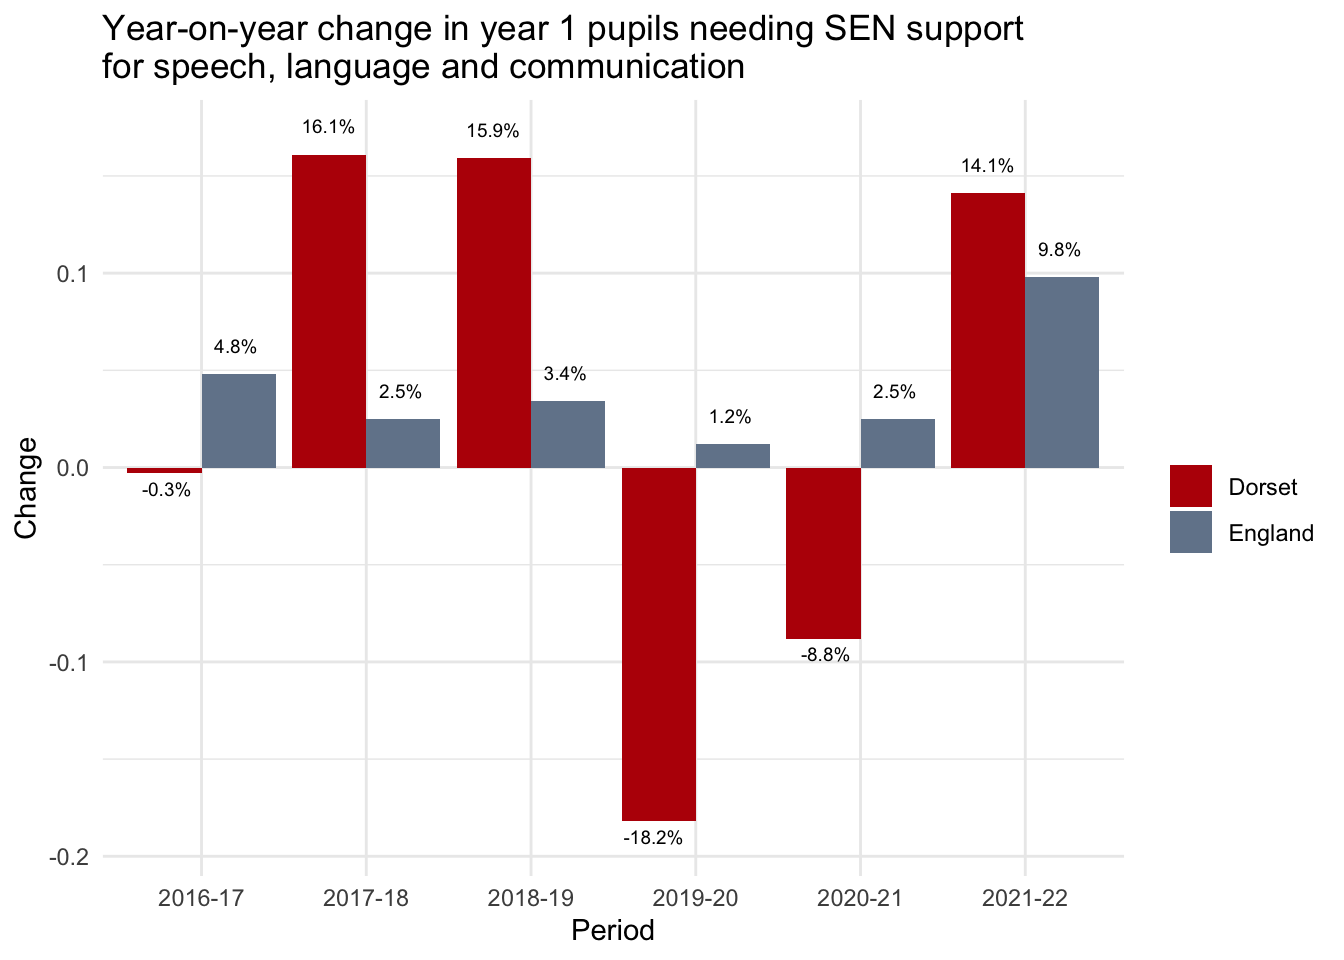 Year-on-year change in year 1 pupils needing SEN support
for speech, language and communication
16.1%
15.9%
14.1%
9.8%
4.8%
2.5%
3.4%
1.2%
2.5%
-0.3%
-8.8%
-18.2%
0.1
0.0
-0.1
-0.2
Change
2016-17 2017-18 2018-19 2019-20 2020-21 2021-22
Period
Dorset
England